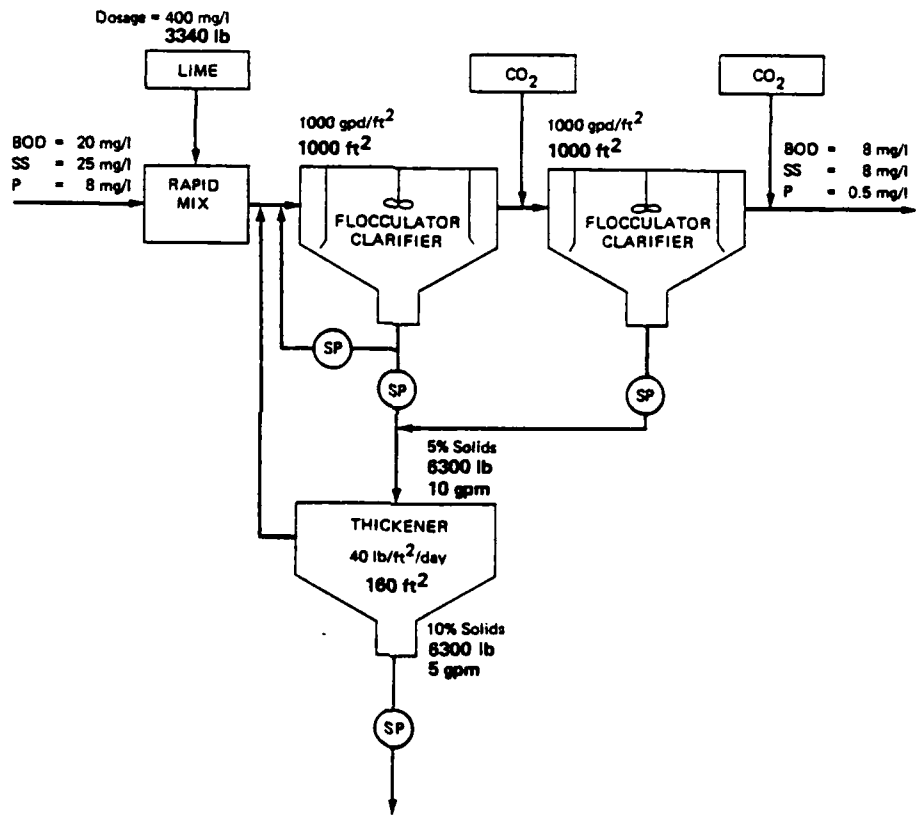 Dosage = 400 mg/l
3340 lb
LIME
CO2
CO2
BOD = 20 mg/l
SS = 25 mg/l
P = 8 mg/l
RAPID
MIX
1000 gpd/ft2
1000 ft2
FLOCCULATOR
CLARIFIER
1000 gpd/ft2
1000 ft2
FLOCCULATOR
CLARIFIER
BOD = 8 mg/l
SS = 8 mg/l
P = 0.5 mg/l
SP
SP
SP
5% Solids
6300 lb
10 gpm
THICKENER
40 lb/ft2/day
160 ft2
10% Solids
6300 lb
5 gpm
SP